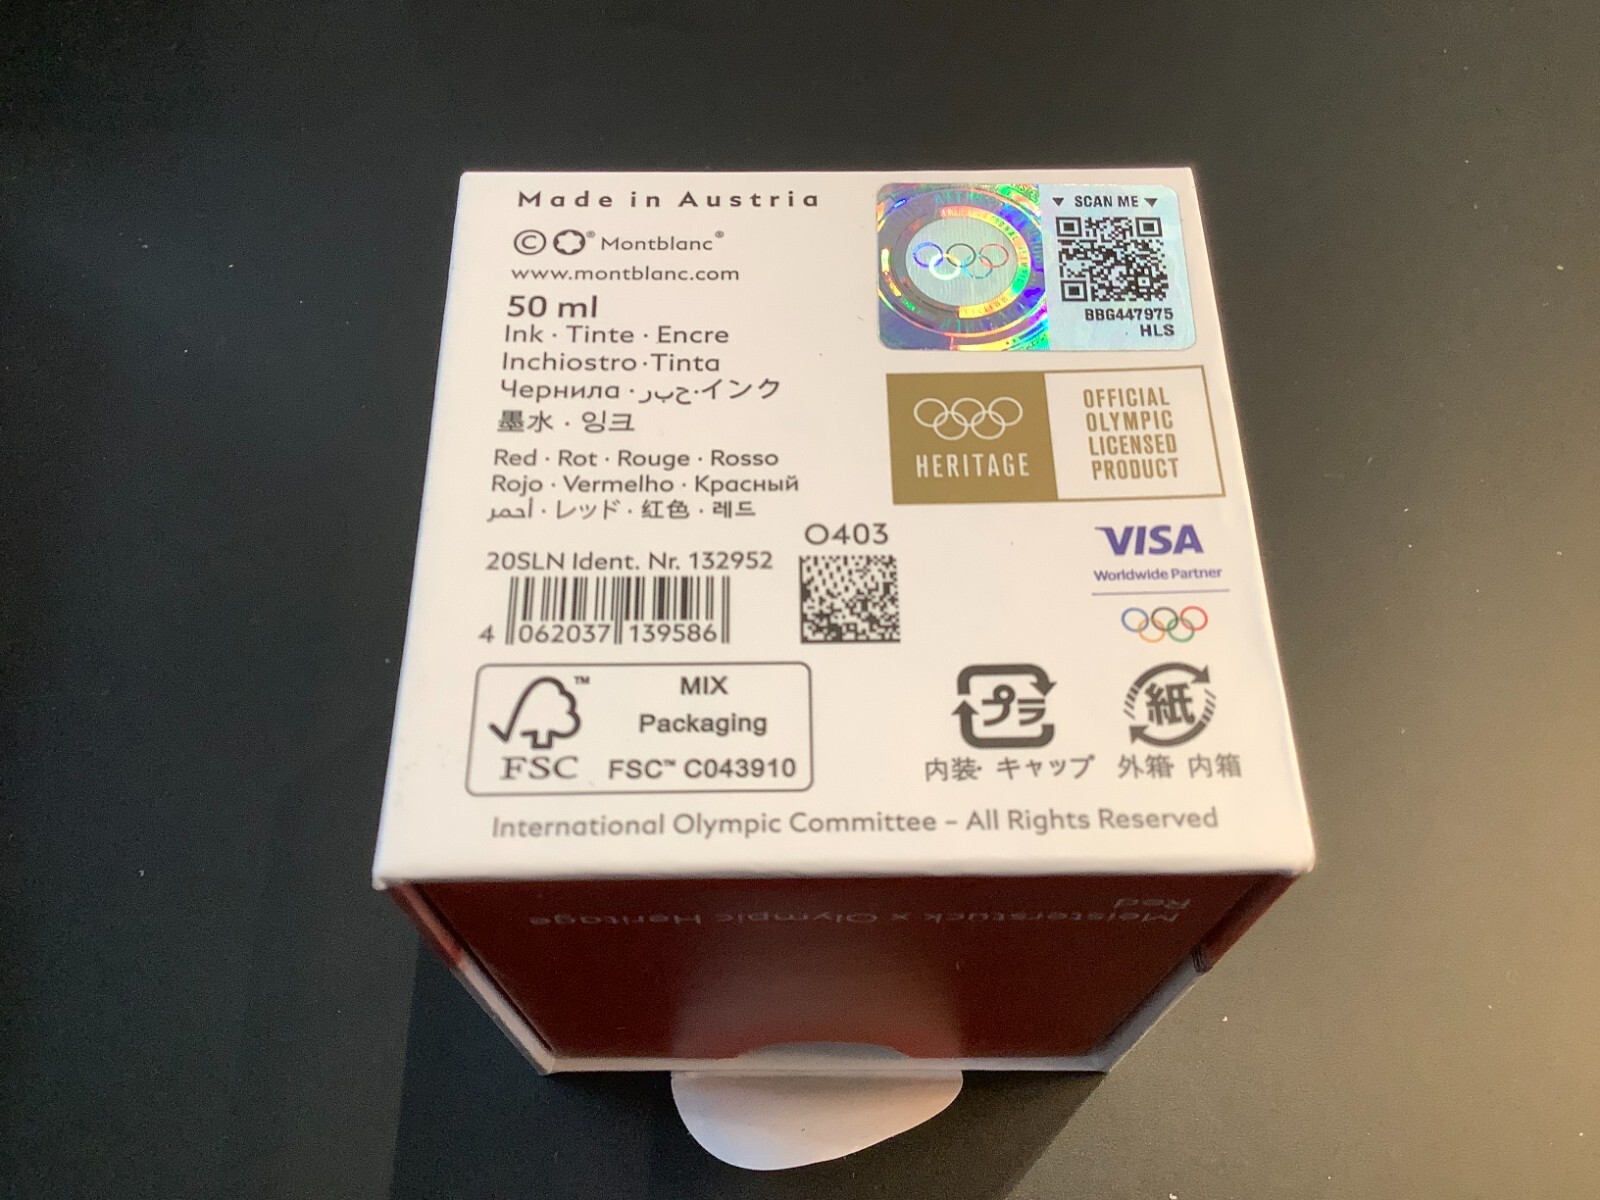 Made in Austria
© ® Montblanc®
www.montblanc.com
50 ml
Ink · Tinte · Encre
Inchiostro · Tinta
Чернила · حبر · インク
墨水 · 잉크
Red · Rot · Rouge · Rosso
Rojo · Vermelho · Красный
أحمر · レッド · 红色 · 레드
20SLN Ident. Nr. 132952
4 062037 139586
O403
SCAN ME
BBG447975
HLS
HERITAGE
OFFICIAL
OLYMPIC
LICENSED
PRODUCT
VISA
Worldwide Partner
FSC
MIX
Packaging
FSC™ C043910
プラ
内装・キャップ
紙
外箱・内箱
International Olympic Committee – All Rights Reserved
Meisterstück x Olympic Heritage
Red